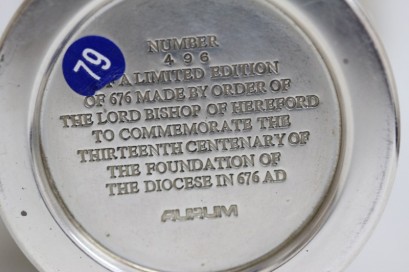 NUMBER
496
79
A LIMITED EDITION
OF 676 MADE BY ORDER OF
THE LORD BISHOP OF HEREFORD
TO COMMEMORATE THE
THIRTEENTH CENTENARY OF
THE FOUNDATION OF
THE DIOCESE IN 676 AD
AURUM